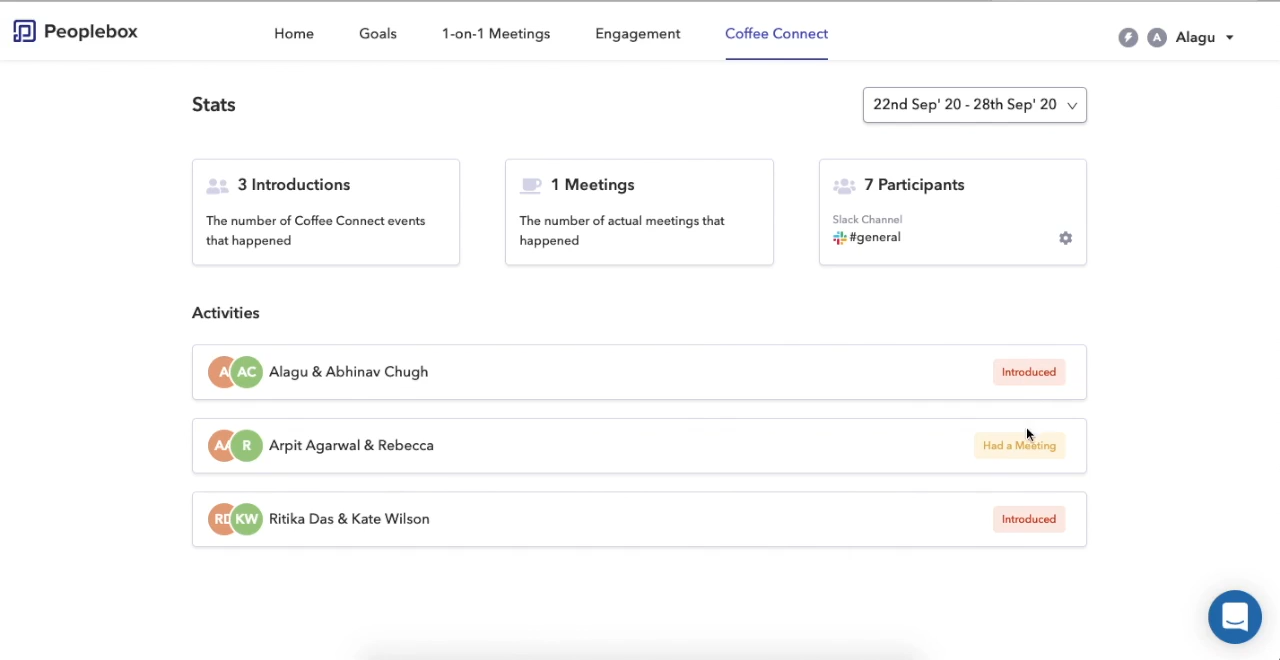 Peoplebox
Home
Goals
1-on-1 Meetings
Engagement
Coffee Connect
A
Alagu
Stats
22nd Sep' 20 - 28th Sep' 20
3 Introductions
The number of Coffee Connect events
that happened
1 Meetings
The number of actual meetings that
happened
7 Participants
Slack Channel
#general
Activities
A AC Alagu & Abhinav Chugh
Introduced
AA R Arpit Agarwal & Rebecca
Had a Meeting
RD KW Ritika Das & Kate Wilson
Introduced